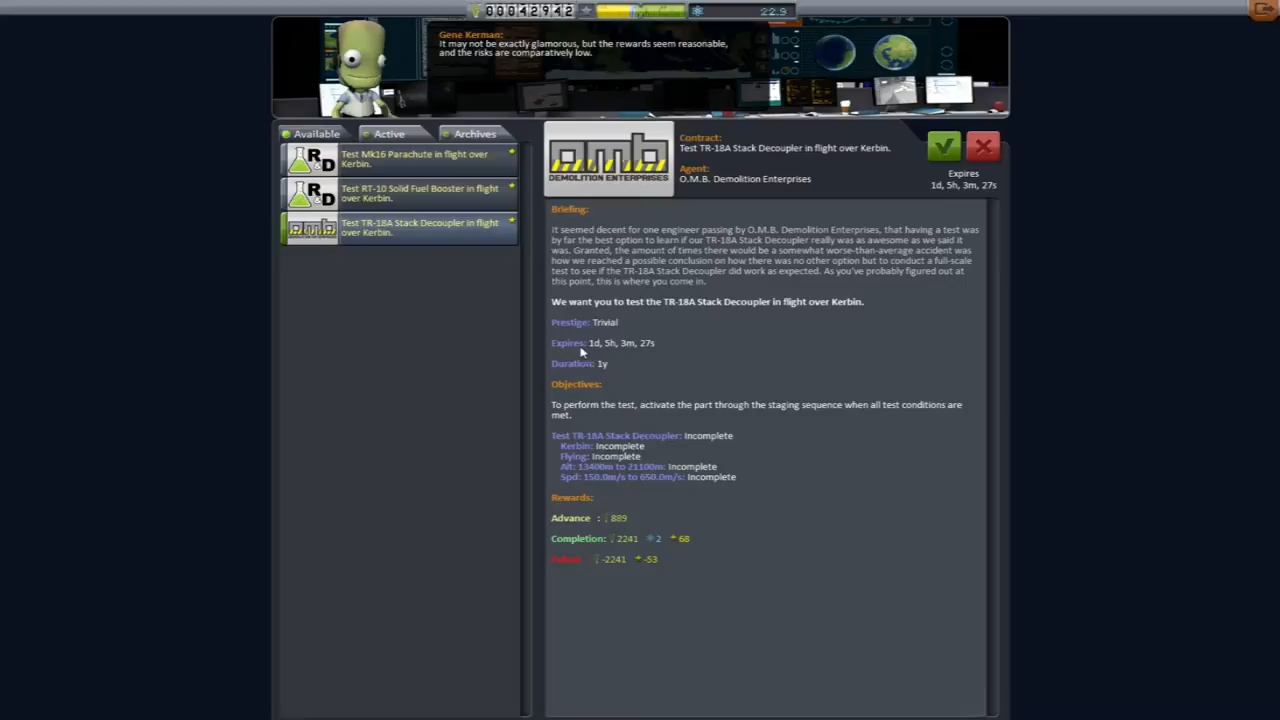 00042942
22.9
Gene Kerman:
It may not be exactly glamorous, but the rewards seem reasonable,
and the risks are comparatively low.
Available
Active
Archives
R&D
Test Mk16 Parachute in flight over
Kerbin.
R&D
Test RT-10 Solid Fuel Booster in flight
over Kerbin.
omb
Test TR-18A Stack Decoupler in flight
over Kerbin.
omb
DEMOLITION ENTERPRISES
Contract:
Test TR-18A Stack Decoupler in flight over Kerbin.
Agent:
O.M.B. Demolition Enterprises
Expires
1d, 5h, 3m, 27s
Briefing:
It seemed decent for one engineer passing by O.M.B. Demolition Enterprises, that having a test was
by far the best option to learn if our TR-18A Stack Decoupler really was as awesome as we said it
was. Granted, the amount of times there would be a somewhat worse-than-average accident was
how we reached a possible conclusion on how there was no other option but to conduct a full-scale
test to see if the TR-18A Stack Decoupler did work as expected. As you've probably figured out at
this point, this is where you come in.
We want you to test the TR-18A Stack Decoupler in flight over Kerbin.
Prestige: Trivial
Expires: 1d, 5h, 3m, 27s
Duration: 1y
Objectives:
To perform the test, activate the part through the staging sequence when all test conditions are
met.
Test TR-18A Stack Decoupler: Incomplete
Kerbin: Incomplete
Flying: Incomplete
Alt: 13400m to 21100m: Incomplete
Spd: 150.0m/s to 650.0m/s: Incomplete
Rewards:
Advance : 889
Completion: 2241 2 68
-2241 -53